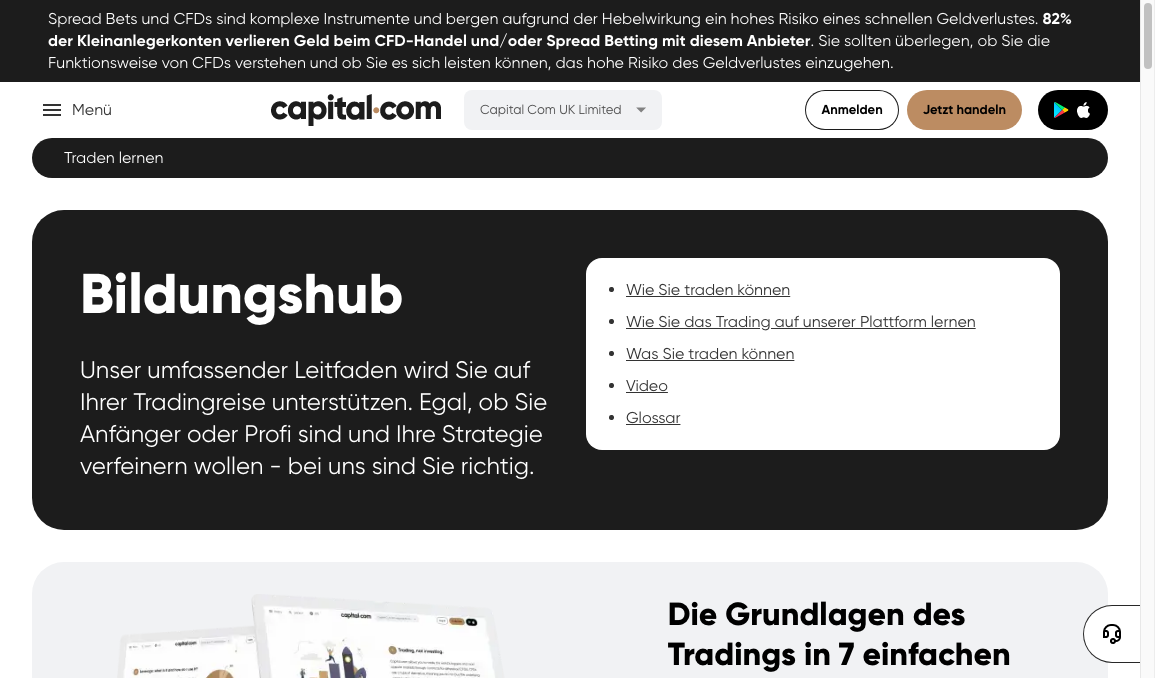 Spread Bets und CFDs sind komplexe Instrumente und bergen aufgrund der Hebelwirkung ein hohes Risiko eines schnellen Geldverlustes. 82%
der Kleinanlegerkonten verlieren Geld beim CFD-Handel und/oder Spread Betting mit diesem Anbieter. Sie sollten überlegen, ob Sie die
Funktionsweise von CFDs verstehen und ob Sie es sich leisten können, das hohe Risiko des Geldverlustes einzugehen.
Menü
capital.com
Capital Com UK Limited
Anmelden
Jetzt handeln
Traden lernen
Bildungshub
Unser umfassender Leitfaden wird Sie auf
Ihrer Tradingreise unterstützen. Egal, ob Sie
Anfänger oder Profi sind und Ihre Strategie
verfeinern wollen - bei uns sind Sie richtig.
Wie Sie traden können
Wie Sie das Trading auf unserer Plattform lernen
Was Sie traden können
Video
Glossar
capital.com
capital.com
Trading, not investing.
Die Grundlagen des
Tradings in 7 einfachen